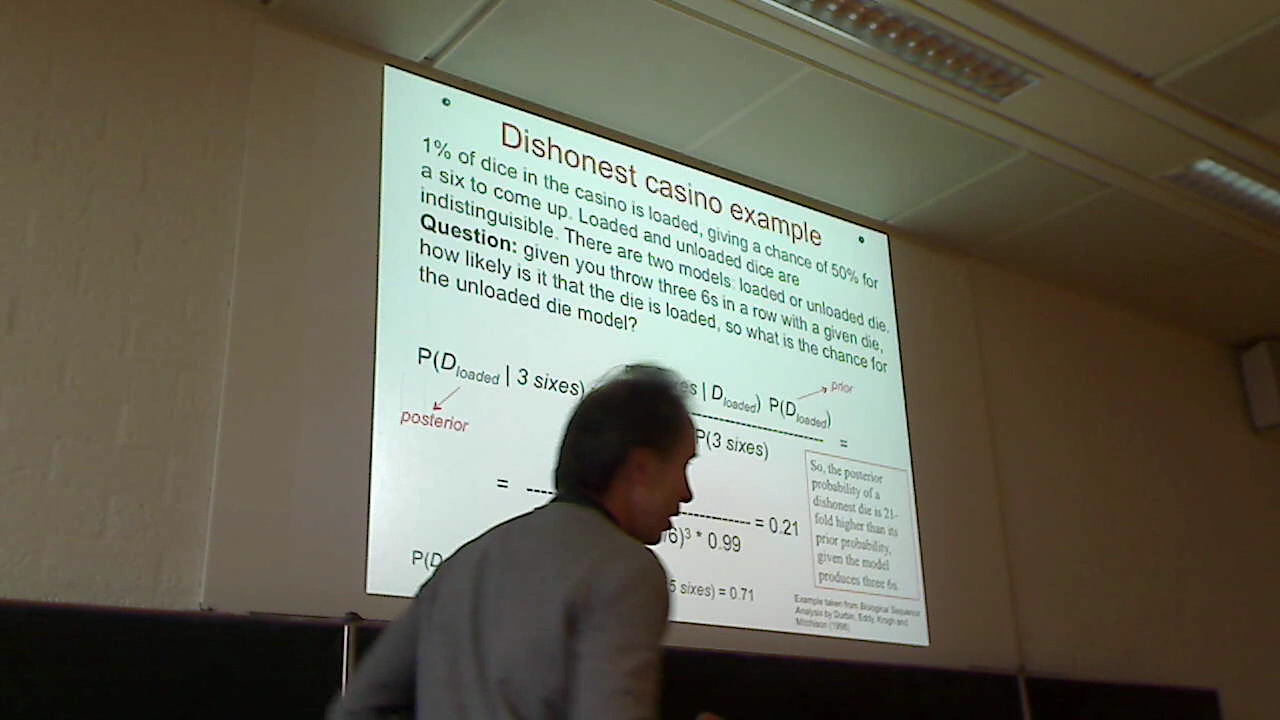 Dishonest casino example
1% of dice in the casino is loaded, giving a chance of 50% for
a six to come up. Loaded and unloaded dice are
indistinguisible. There are two models: loaded or unloaded die.
Question: given you throw three 6s in a row with a given die,
how likely is it that the die is loaded, so what is the chance for
the unloaded die model?
P(Dloaded | 3 sixes) es | Dloaded) P(Dloaded)
prior
posterior
---------------------- =
P(3 sixes)
= ---
---------- = 0.21
/6)³ * 0.99
P(D 5 sixes) = 0.71
So, the posterior
probability of a
dishonest die is 21-
fold higher than its
prior probability,
given the model
produces three 6s.
Example taken from Biological Sequence
Analysis by Durbin, Eddy, Krogh and
Mitchison (1998)